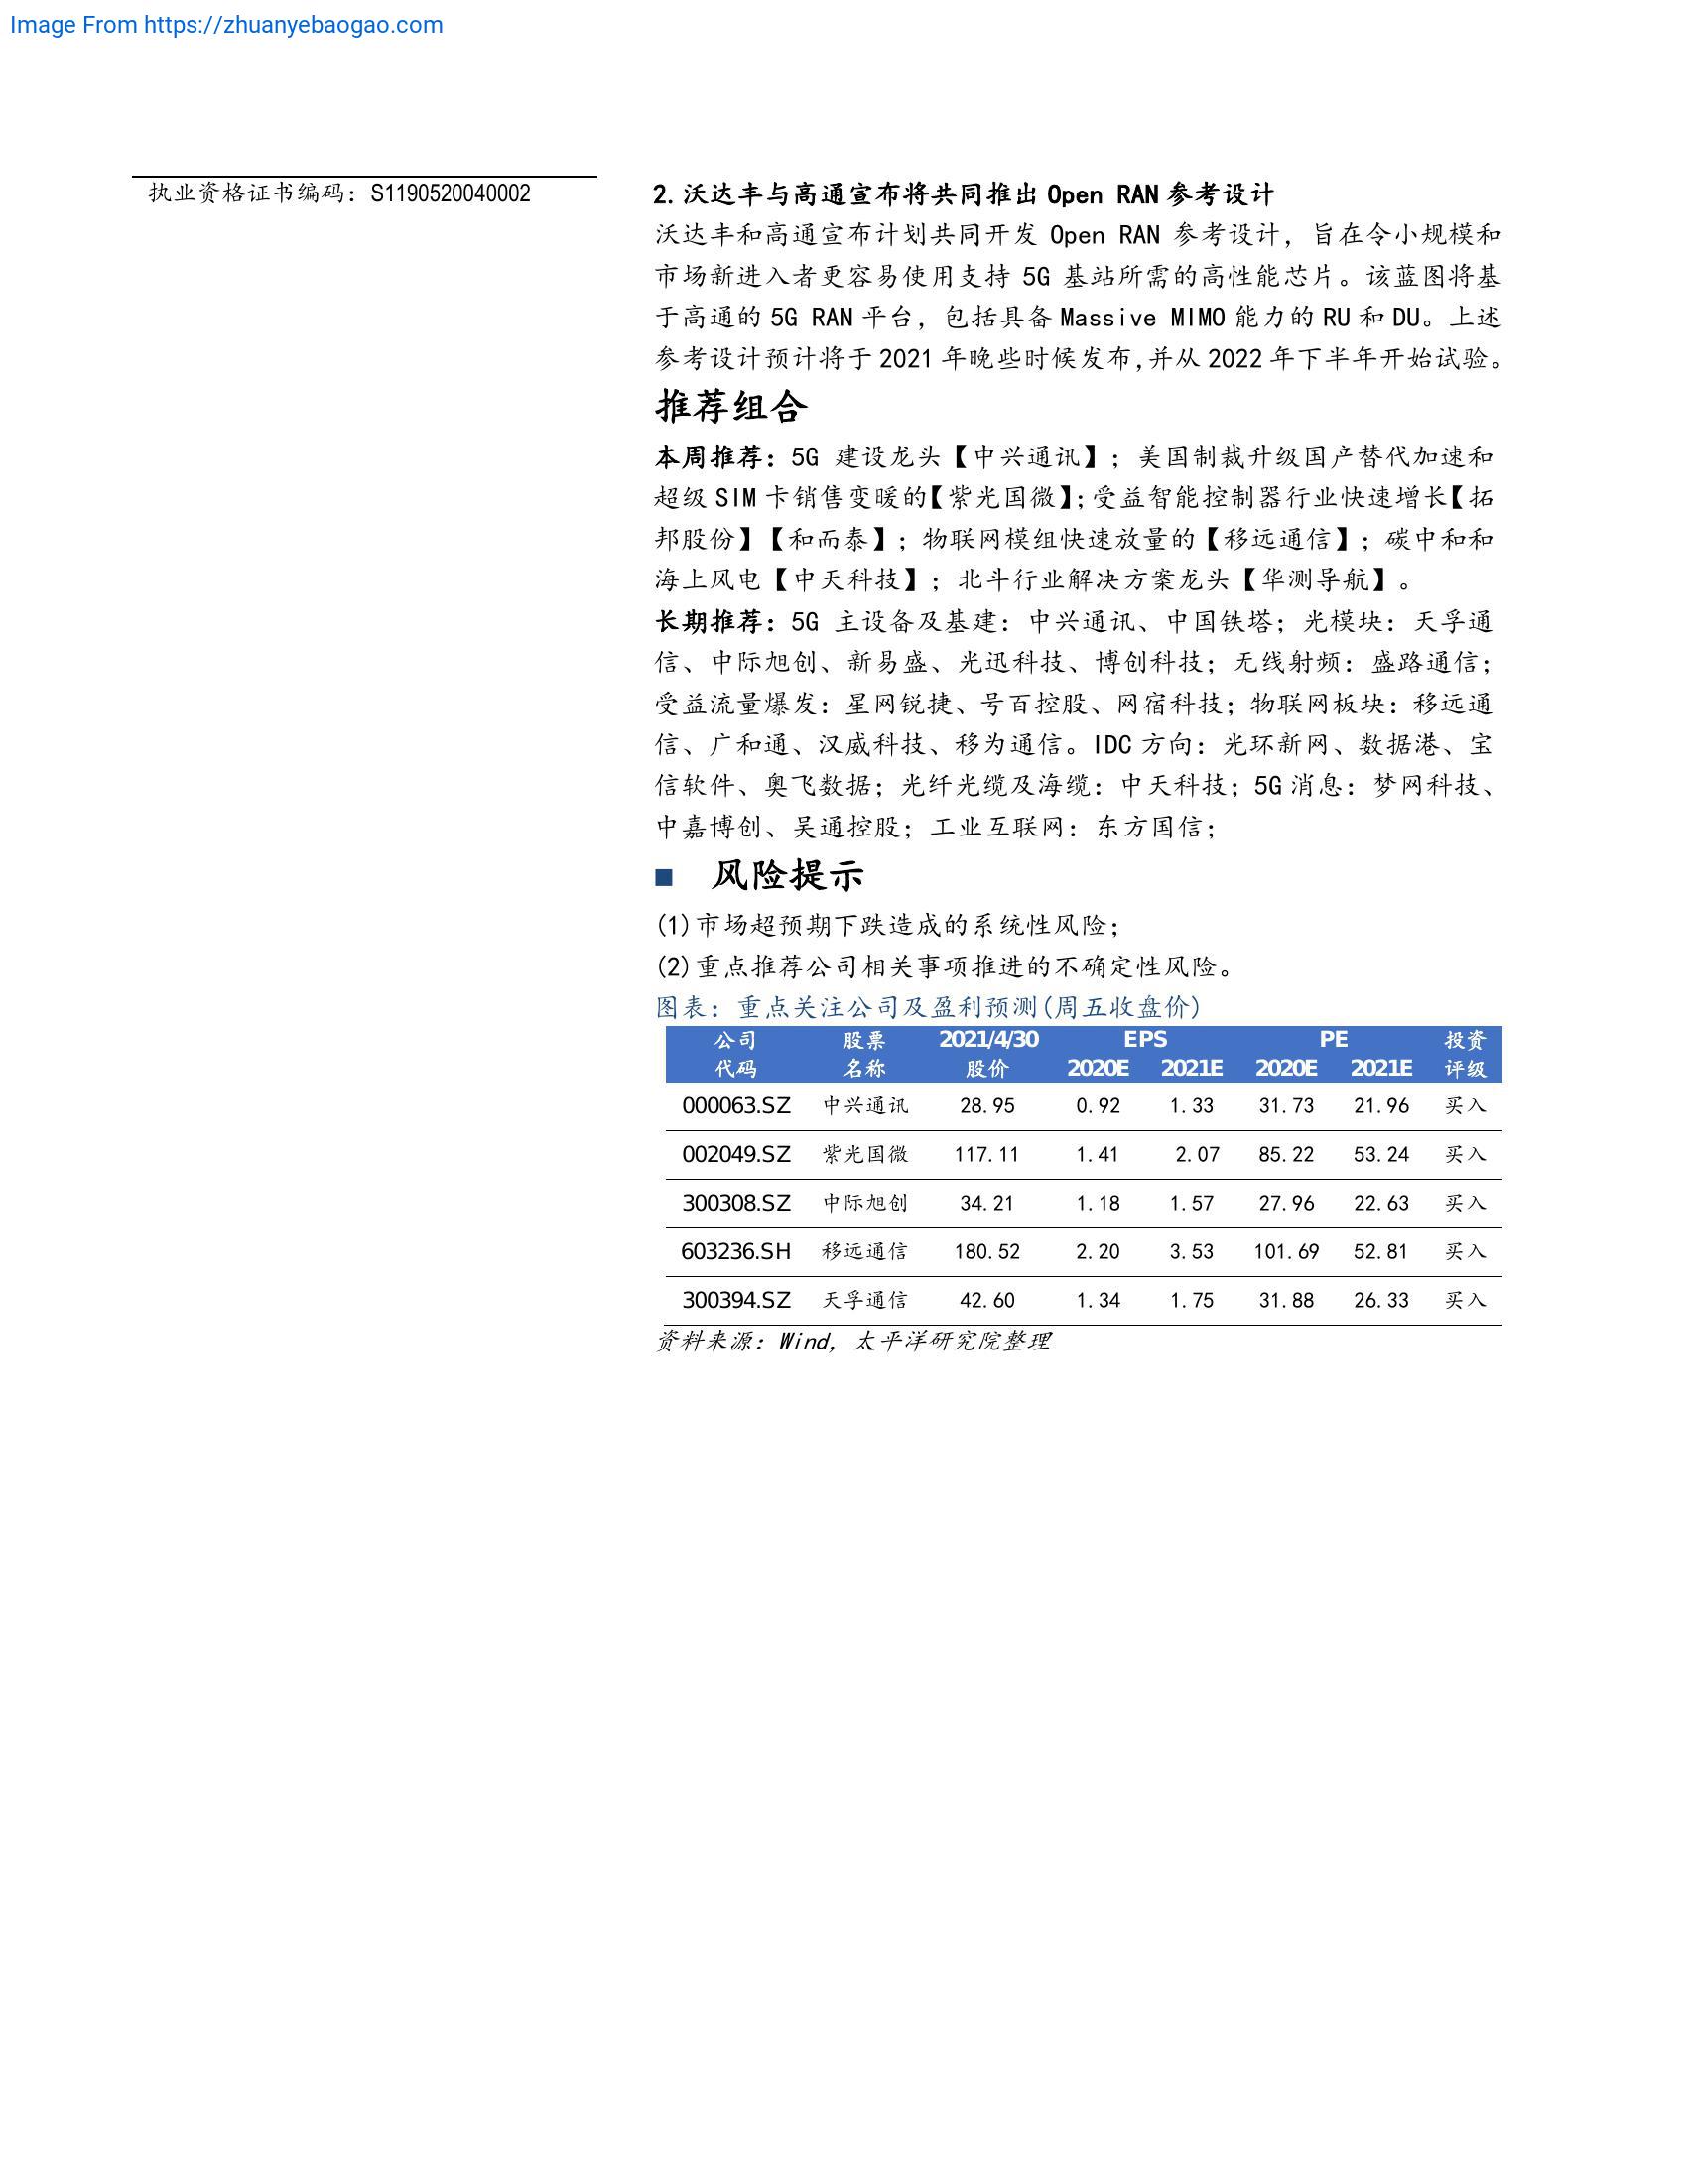 Image From https://zhuanyebaogao.com
执业资格证书编码：S1190520040002
2.沃达丰与高通宣布将共同推出 Open RAN 参考设计
沃达丰和高通宣布计划共同开发 Open RAN 参考设计，旨在令小规模和
市场新进入者更容易使用支持 5G 基站所需的高性能芯片。该蓝图将基
于高通的 5G RAN 平台，包括具备 Massive MIMO 能力的 RU 和 DU。上述
参考设计预计将于 2021 年晚些时候发布,并从 2022 年下半年开始试验。
推荐组合
本周推荐：5G 建设龙头【中兴通讯】；美国制裁升级国产替代加速和
超级 SIM 卡销售变暖的【紫光国微】；受益智能控制器行业快速增长【拓
邦股份】【和而泰】；物联网模组快速放量的【移远通信】；碳中和和
海上风电【中天科技】；北斗行业解决方案龙头【华测导航】。
长期推荐：5G 主设备及基建：中兴通讯、中国铁塔；光模块：天孚通
信、中际旭创、新易盛、光迅科技、博创科技；无线射频：盛路通信；
受益流量爆发：星网锐捷、号百控股、网宿科技；物联网板块：移远通
信、广和通、汉威科技、移为通信。IDC 方向：光环新网、数据港、宝
信软件、奥飞数据；光纤光缆及海缆：中天科技；5G 消息：梦网科技、
中嘉博创、吴通控股；工业互联网：东方国信；
■ 风险提示
(1)市场超预期下跌造成的系统性风险；
(2)重点推荐公司相关事项推进的不确定性风险。
图表：重点关注公司及盈利预测(周五收盘价)
公司 股票 2021/4/30 EPS PE 投资
代码 名称 股价 2020E 2021E 2020E 2021E 评级
000063.SZ 中兴通讯 28.95 0.92 1.33 31.73 21.96 买入
002049.SZ 紫光国微 117.11 1.41 2.07 85.22 53.24 买入
300308.SZ 中际旭创 34.21 1.18 1.57 27.96 22.63 买入
603236.SH 移远通信 180.52 2.20 3.53 101.69 52.81 买入
300394.SZ 天孚通信 42.60 1.34 1.75 31.88 26.33 买入
资料来源：Wind，太平洋研究院整理